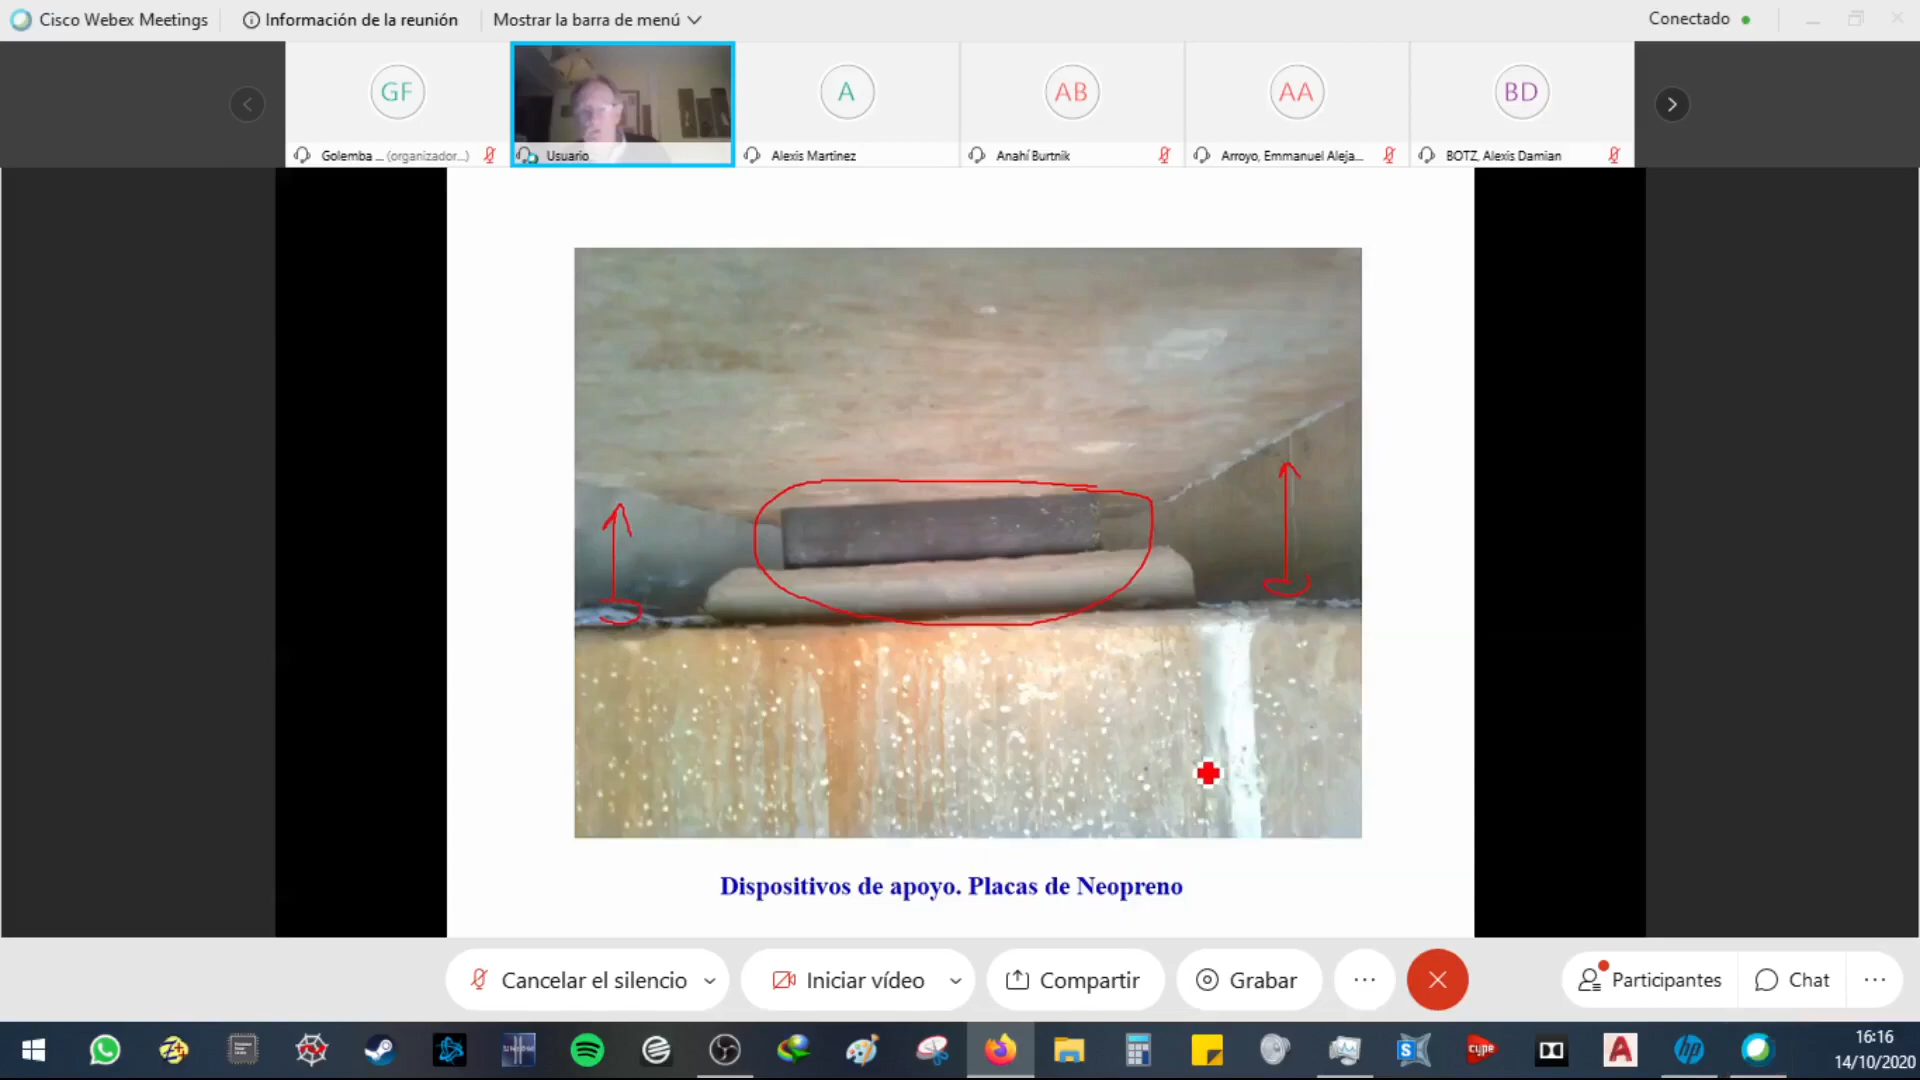 Cisco Webex Meetings
Información de la reunión
Mostrar la barra de menú
Conectado
GF
A
AB
AA
BD
Golemba ... (organizador...)
Usuario
Alexis Martinez
Anahí Burtnik
Arroyo, Emmanuel Aleja...
BOTZ, Alexis Damian
Dispositivos de apoyo. Placas de Neopreno
Cancelar el silencio
Iniciar vídeo
Compartir
Grabar
Participantes
Chat
cype
hp
16:16
14/10/2020